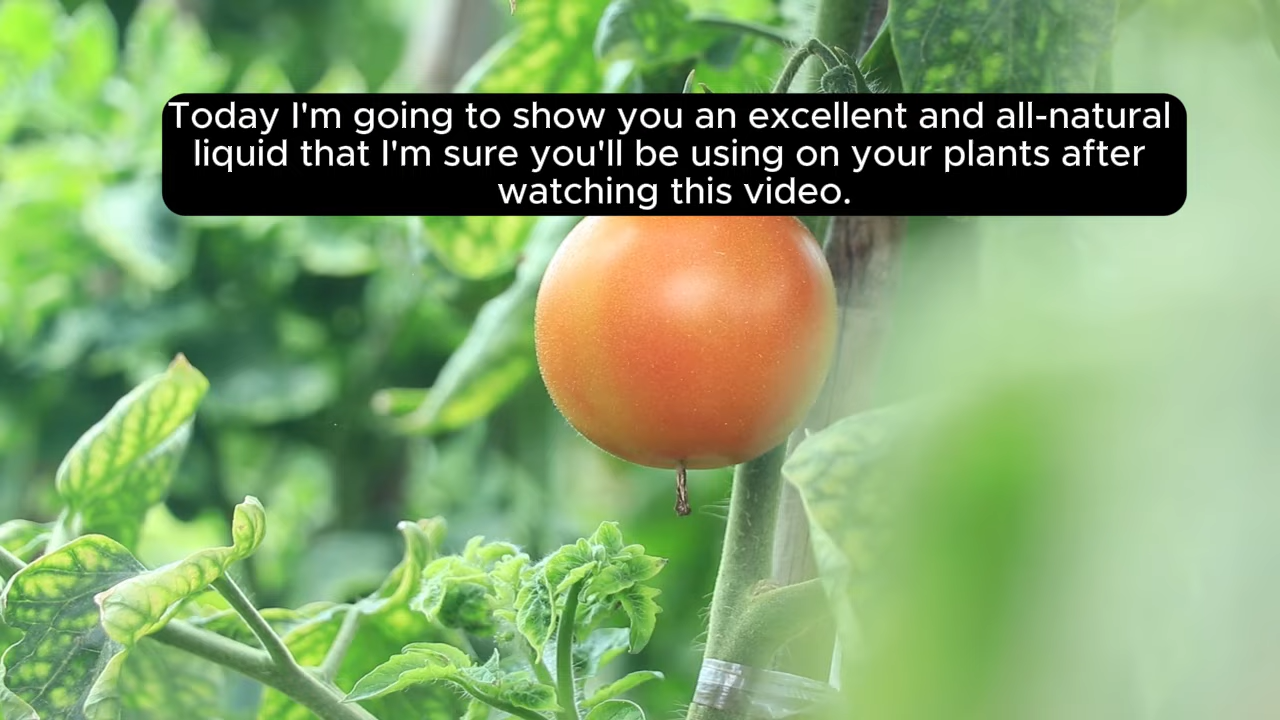 Today I'm going to show you an excellent and all-natural
liquid that I'm sure you'll be using on your plants after
watching this video.